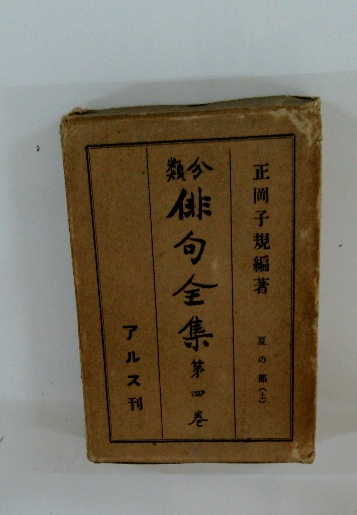 正岡子規編著
夏の部（上）
分類
俳句全集
第四巻
アルス刊